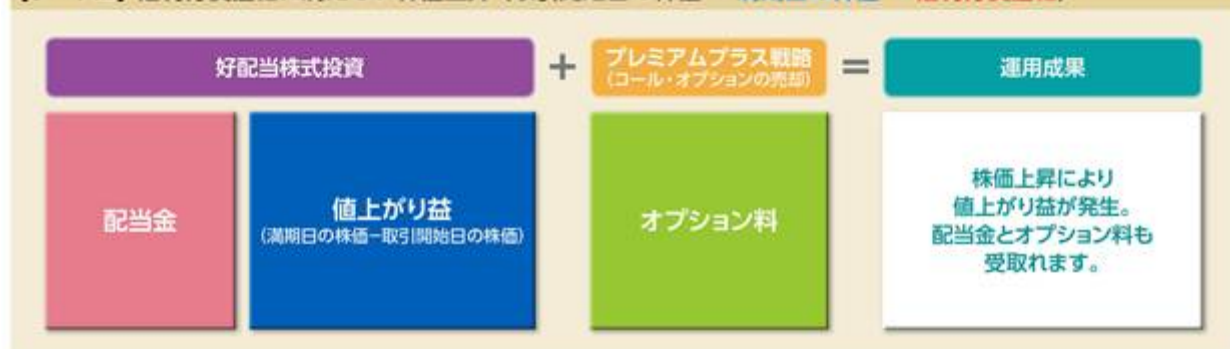 好配当株式投資
+
プレミアムプラス戦略
(コール・オプションの売却)
=
運用成果
配当金
値上がり益
(満期日の株価-取引開始日の株価)
オプション料
株価上昇により
値上がり益が発生。
配当金とオプション料も
受取れます。